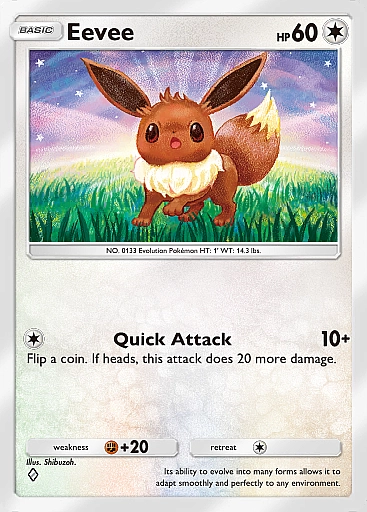 BASIC Eevee HP 60
NO. 0133 Evolution Pokémon HT: 1' WT: 14.3 lbs.
Quick Attack 10+
Flip a coin. If heads, this attack does 20 more damage.
weakness +20 retreat
Illus. Shibuzoh.
Its ability to evolve into many forms allows it to
adapt smoothly and perfectly to any environment.